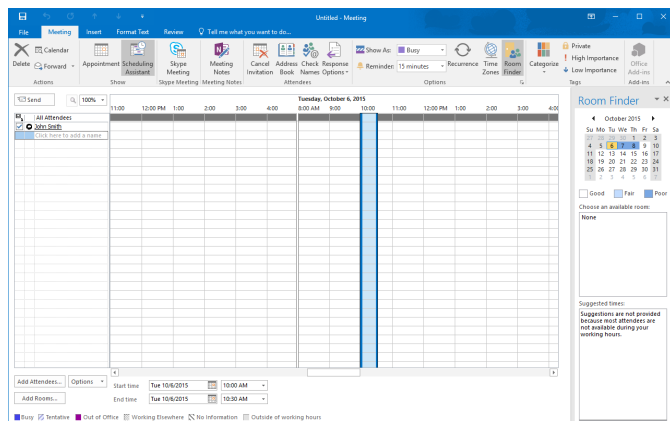 Untitled - Meeting
File Meeting Insert Format Text Review Tell me what you want to do...
Delete
Calendar
Forward
Actions
Appointment
Scheduling Assistant
Show
Skype Meeting
Skype Meeting
Meeting Notes
Meeting Notes
Cancel Invitation
Address Book
Check Names
Response Options
Attendees
Show As: Busy
Reminder: 15 minutes
Recurrence
Time Zones
Room Finder
Options
Categorize
Private
High Importance
Low Importance
Tags
Office Add-ins
Add-ins
Send 100%
Tuesday, October 6, 2015
11:00 12:00 PM 1:00 2:00 3:00 4:00 8:00 AM 9:00 10:00 11:00 12:00 PM 1:00 2:00 3:00 4:00
All Attendees
John Smith
Click here to add a name
Add Attendees... Options
Add Rooms...
Start time Tue 10/6/2015 10:00 AM
End time Tue 10/6/2015 10:30 AM
Busy Tentative Out of Office Working Elsewhere No Information Outside of working hours
Room Finder
October 2015
Su Mo Tu We Th Fr Sa
27 28 29 30 1 2 3
4 5 6 7 8 9 10
11 12 13 14 15 16 17
18 19 20 21 22 23 24
25 26 27 28 29 30 31
1 2 3 4 5 6 7
Good Fair Poor
Choose an available room:
None
Suggested times:
Suggestions are not provided
because most attendees are
not available during your
working hours.